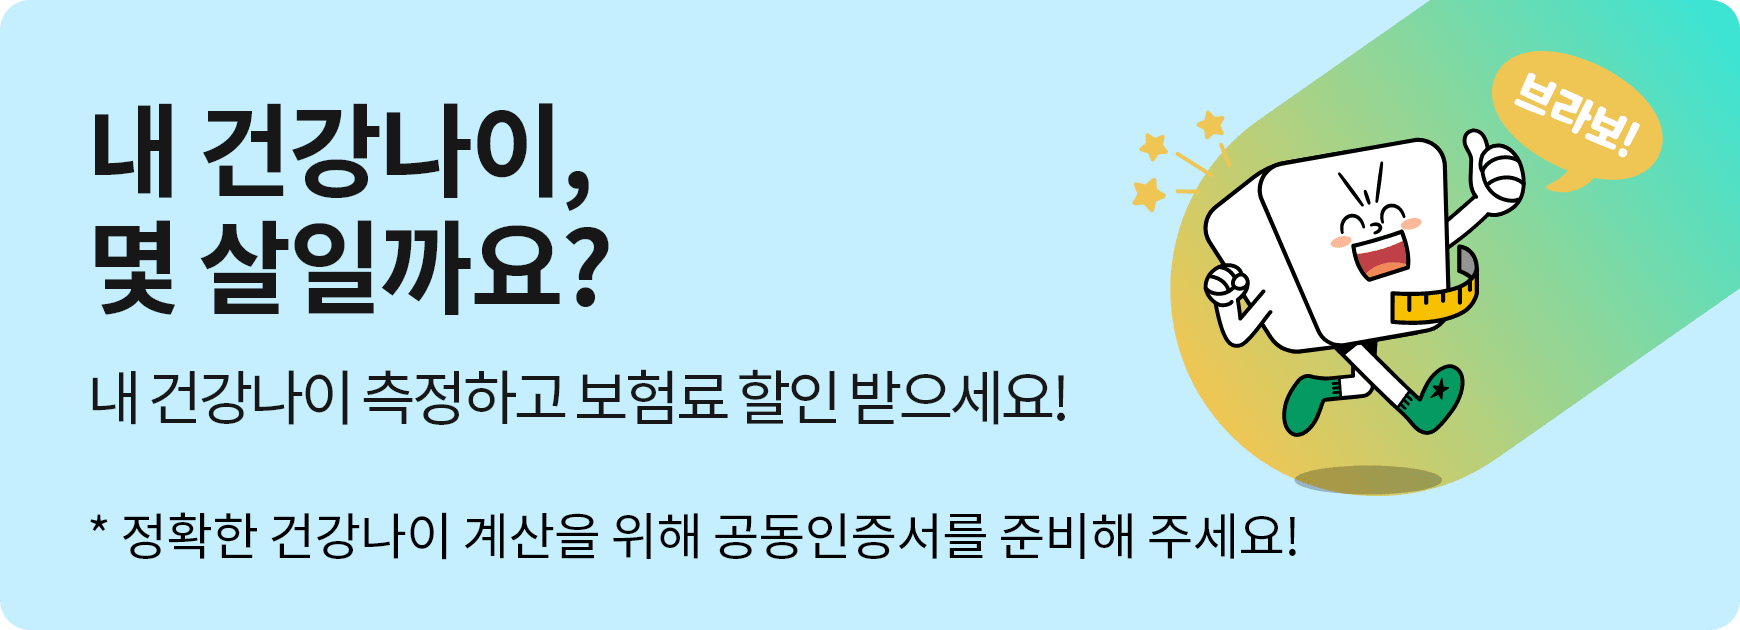 내 건강나이,
몇 살일까요?
내 건강나이 측정하고 보험료 할인 받으세요!
* 정확한 건강나이 계산을 위해 공동인증서를 준비해 주세요!
브라보!